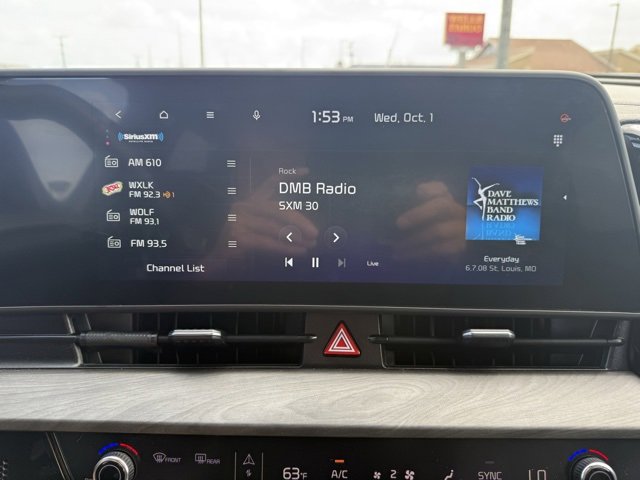 1:53 PM Wed, Oct, 1
SiriusXM
AM 610
WXLK
FM 92.3 1
WOLF
FM 93.1
FM 93.5
Channel List
Rock
DMB Radio
SXM 30
Live
DAVE
MATTHEWS
BAND
RADIO
Everyday
6.7.08 St. Louis, MO
FRONT
REAR
63°F
A/C
2
SYNC
LO